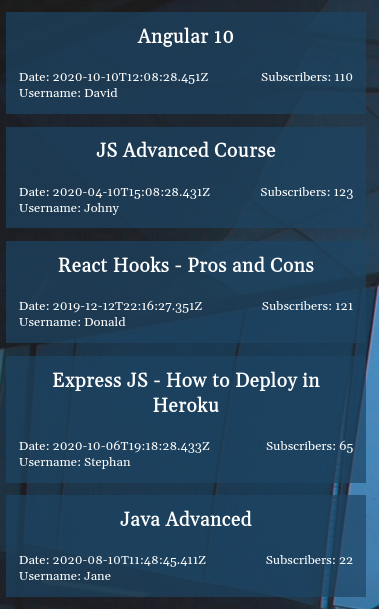 Angular 10
Date: 2020-10-10T12:08:28.451Z Subscribers: 110
Username: David
JS Advanced Course
Date: 2020-04-10T15:08:28.431Z Subscribers: 123
Username: Johny
React Hooks - Pros and Cons
Date: 2019-12-12T22:16:27.351Z Subscribers: 121
Username: Donald
Express JS - How to Deploy in
Heroku
Date: 2020-10-06T19:18:28.433Z Subscribers: 65
Username: Stephan
Java Advanced
Date: 2020-08-10T11:48:45.411Z Subscribers: 22
Username: Jane